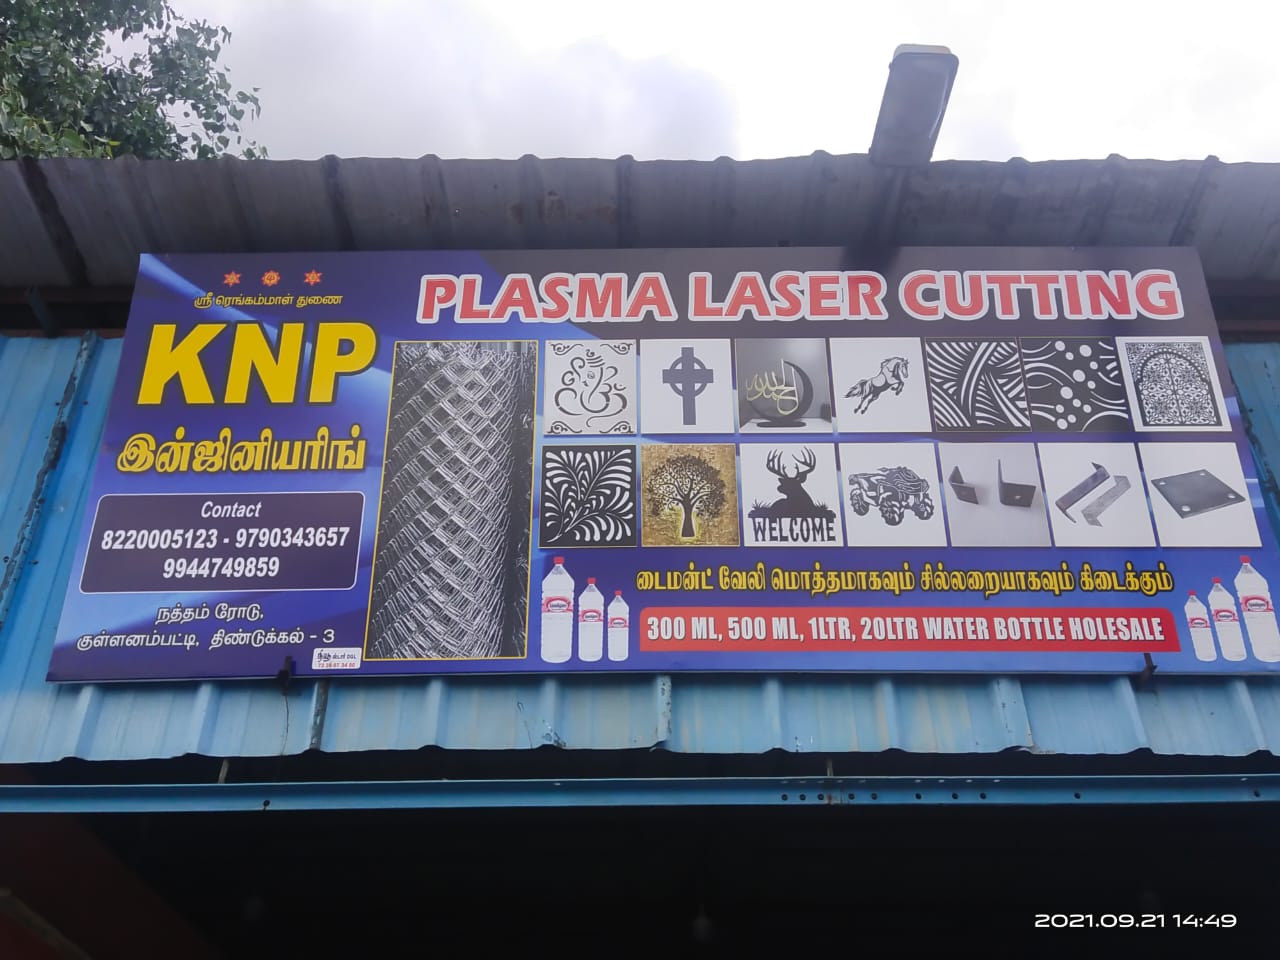 ஸ்ரீ ரெங்கம்மாள் துணை
KNP
இன்ஜினியரிங்
Contact
8220005123 - 9790343657
9944749859
நத்தம் ரோடு,
குள்ளனம்பட்டி, திண்டுக்கல் - 3
PLASMA LASER CUTTING
WELCOME
டைமன்ட் வேலி மொத்தமாகவும் சில்லறையாகவும் கிடைக்கும்
300 ML, 500 ML, 1LTR, 20LTR WATER BOTTLE HOLESALE
2021.09.21 14:49